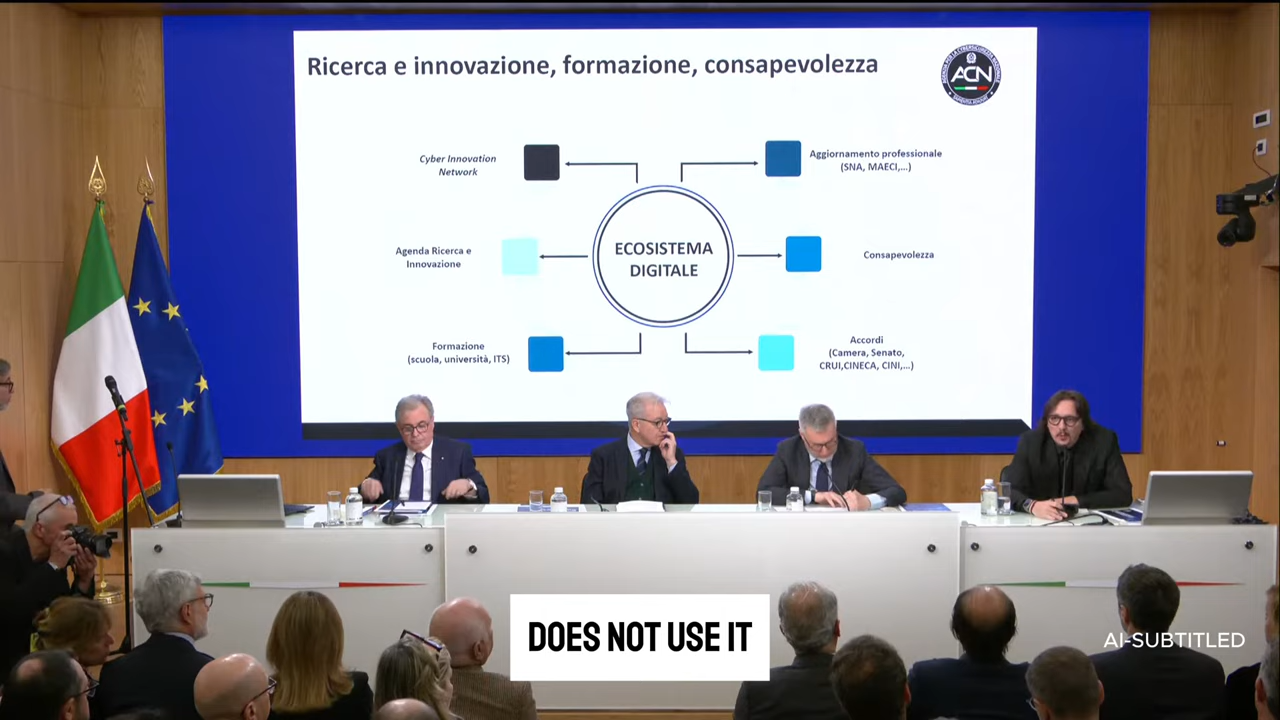 Ricerca e innovazione, formazione, consapevolezza
ACN
Cyber Innovation
Network
Aggiornamento professionale
(SNA, MAECI,...)
Agenda Ricerca e
Innovazione
ECOSISTEMA
DIGITALE
Consapevolezza
Formazione
(scuola, università, ITS)
Accordi
(Camera, Senato,
CRUI,CINECA, CINI,...)
DOES NOT USE IT
AI-SUBTITLED